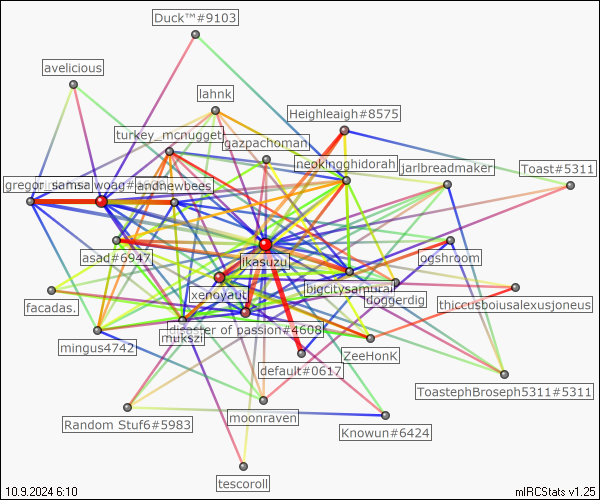 Duck™#9103
avelicious
lahnk
Heighleaigh#8575
turkey_mcnugget
gazpachoman
neokingghidorah
jarlbreadmaker
Toast#5311
gregor_samsa
woag#
andhewbees
asad#6947
ikasuzu
ogshroom
xenoyaut
bigcitysamurai
doggerdig
facadas.
thiccusboiusalexusjoneus
disaster of passion#4608
mukszi
mingus4742
ZeeHonK
default#0617
ToastephBroseph5311#5311
Random Stuf6#5983
moonraven
Knowun#6424
tescoroll
10.9.2024 6:10
mIRCStats v1.25